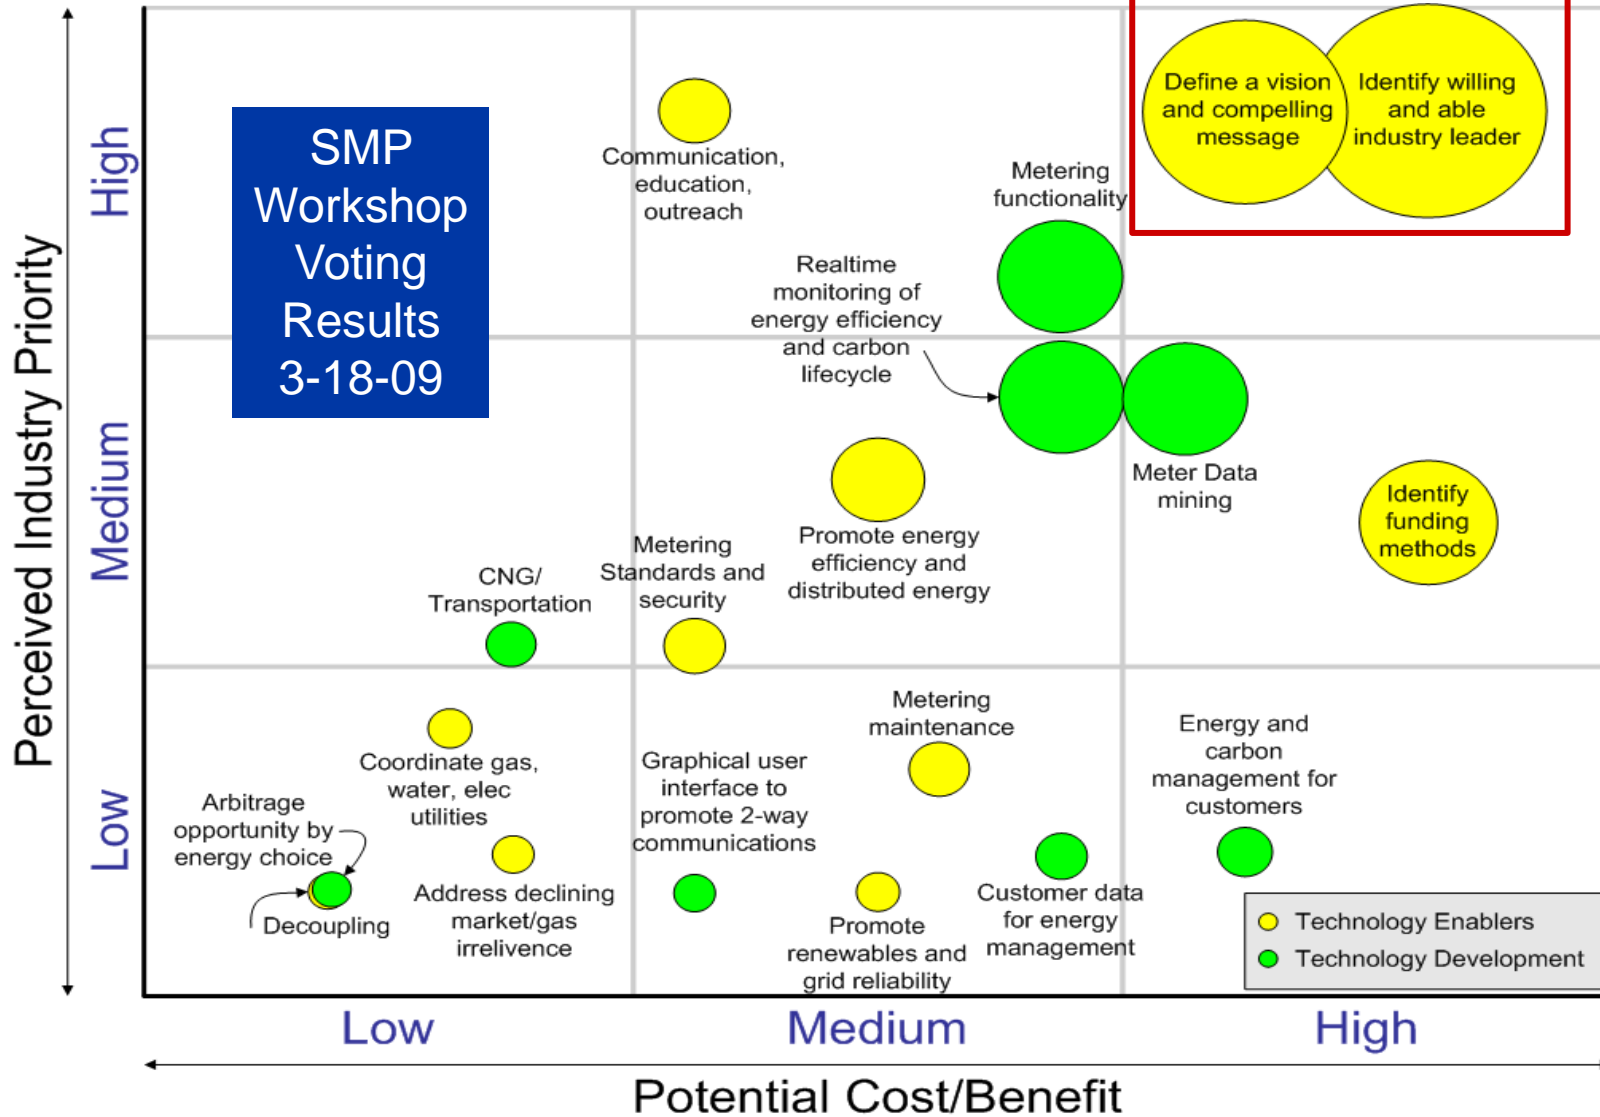 SMP
Workshop
Voting
Results
3-18-09
Perceived Industry Priority
High
Medium
Low
Define a vision
and compelling
message
Identify willing
and able
industry leader
Communication,
education,
outreach
Metering
functionality
Realtime
monitoring of
energy efficiency
and carbon
lifecycle
Meter Data
mining
Identify
funding
methods
Promote energy
efficiency and
distributed energy
Metering
Standards and
security
CNG/
Transportation
Coordinate gas,
water, elec
utilities
Metering
maintenance
Graphical user
interface to
promote 2-way
communications
Energy and
carbon
management for
customers
Arbitrage
opportunity by
energy choice
Decoupling
Address declining
market/gas
irrelivence
Promote
renewables and
grid reliability
Customer data
for energy
management
Technology Enablers
Technology Development
Low
Medium
High
Potential Cost/Benefit